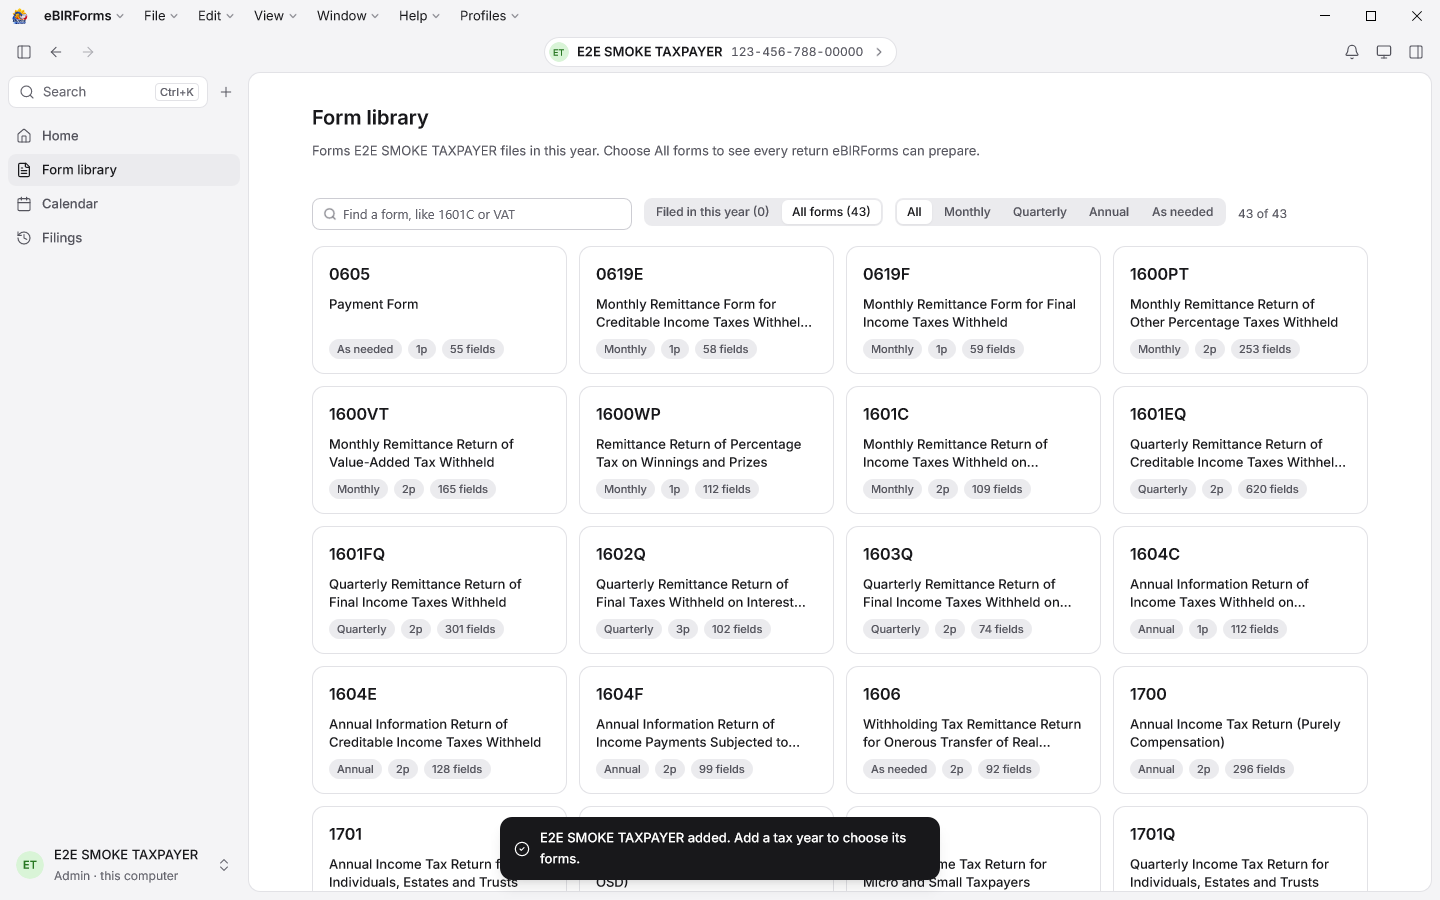 eBIRForms File Edit View Window Help Profiles
ET E2E SMOKE TAXPAYER 123-456-788-00000
Search Ctrl+K
Home
Form library
Calendar
Filings
Form library
Forms E2E SMOKE TAXPAYER files in this year. Choose All forms to see every return eBIRForms can prepare.
Find a form, like 1601C or VAT
Filed in this year (0) All forms (43)
All Monthly Quarterly Annual As needed
43 of 43
0605
Payment Form
As needed 1p 55 fields
0619E
Monthly Remittance Form for
Creditable Income Taxes Withhel...
Monthly 1p 58 fields
0619F
Monthly Remittance Form for Final
Income Taxes Withheld
Monthly 1p 59 fields
1600PT
Monthly Remittance Return of
Other Percentage Taxes Withheld
Monthly 2p 253 fields
1600VT
Monthly Remittance Return of
Value-Added Tax Withheld
Monthly 2p 165 fields
1600WP
Remittance Return of Percentage
Tax on Winnings and Prizes
Monthly 1p 112 fields
1601C
Monthly Remittance Return of
Income Taxes Withheld on...
Monthly 2p 109 fields
1601EQ
Quarterly Remittance Return of
Creditable Income Taxes Withhel...
Quarterly 2p 620 fields
1601FQ
Quarterly Remittance Return of
Final Income Taxes Withheld
Quarterly 2p 301 fields
1602Q
Quarterly Remittance Return of
Final Taxes Withheld on Interest...
Quarterly 3p 102 fields
1603Q
Quarterly Remittance Return of
Final Income Taxes Withheld on...
Quarterly 2p 74 fields
1604C
Annual Information Return of
Income Taxes Withheld on...
Annual 1p 112 fields
1604E
Annual Information Return of
Creditable Income Taxes Withheld
Annual 2p 128 fields
1604F
Annual Information Return of
Income Payments Subjected to...
Annual 2p 99 fields
1606
Withholding Tax Remittance Return
for Onerous Transfer of Real...
As needed 2p 92 fields
1700
Annual Income Tax Return (Purely
Compensation)
Annual 2p 296 fields
1701
Annual Income Tax Return
Individuals, Estates and Trusts
OSD)
Tax Return for
Micro and Small Taxpayers
1701Q
Quarterly Income Tax Return for
Individuals, Estates and Trusts
E2E SMOKE TAXPAYER added. Add a tax year to choose its
forms.
ET E2E SMOKE TAXPAYER
Admin · this computer